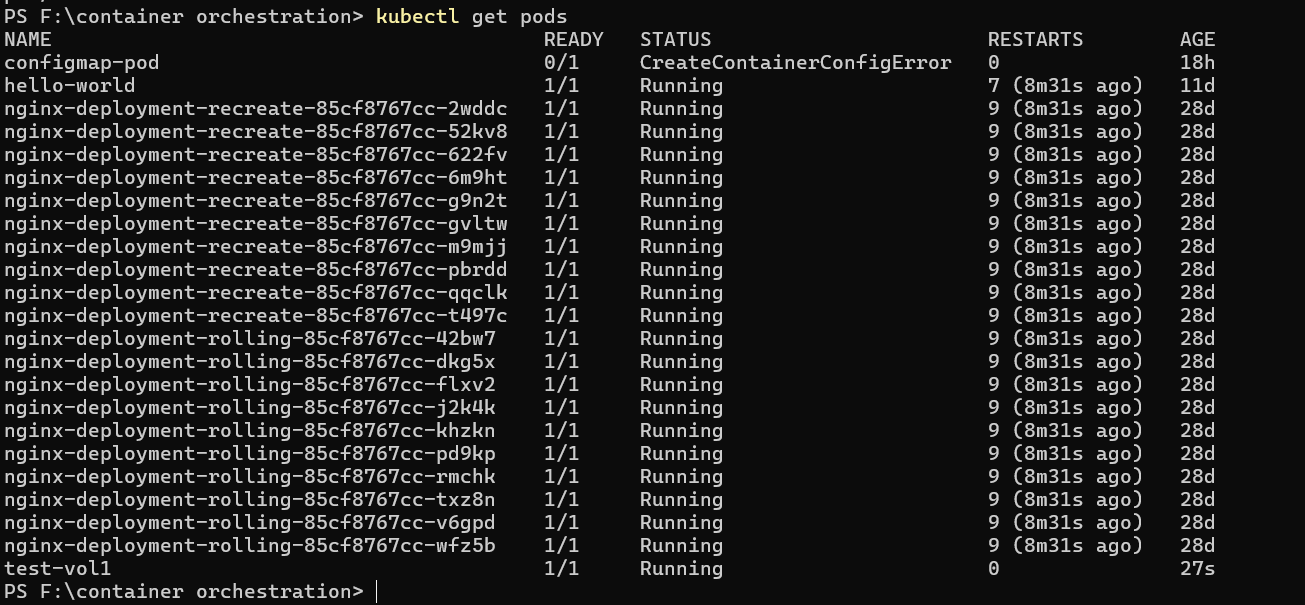 PS F:\container orchestration> kubectl get pods
NAME READY STATUS RESTARTS AGE
configmap-pod 0/1 CreateContainerConfigError 0 18h
hello-world 1/1 Running 7 (8m31s ago) 11d
nginx-deployment-recreate-85cf8767cc-2wddc 1/1 Running 9 (8m31s ago) 28d
nginx-deployment-recreate-85cf8767cc-52kv8 1/1 Running 9 (8m31s ago) 28d
nginx-deployment-recreate-85cf8767cc-622fv 1/1 Running 9 (8m31s ago) 28d
nginx-deployment-recreate-85cf8767cc-6m9ht 1/1 Running 9 (8m31s ago) 28d
nginx-deployment-recreate-85cf8767cc-g9n2t 1/1 Running 9 (8m31s ago) 28d
nginx-deployment-recreate-85cf8767cc-gvltw 1/1 Running 9 (8m31s ago) 28d
nginx-deployment-recreate-85cf8767cc-m9mjj 1/1 Running 9 (8m31s ago) 28d
nginx-deployment-recreate-85cf8767cc-pbrdd 1/1 Running 9 (8m31s ago) 28d
nginx-deployment-recreate-85cf8767cc-qqclk 1/1 Running 9 (8m31s ago) 28d
nginx-deployment-recreate-85cf8767cc-t497c 1/1 Running 9 (8m31s ago) 28d
nginx-deployment-rolling-85cf8767cc-42bw7 1/1 Running 9 (8m31s ago) 28d
nginx-deployment-rolling-85cf8767cc-dkg5x 1/1 Running 9 (8m31s ago) 28d
nginx-deployment-rolling-85cf8767cc-flxv2 1/1 Running 9 (8m31s ago) 28d
nginx-deployment-rolling-85cf8767cc-j2k4k 1/1 Running 9 (8m31s ago) 28d
nginx-deployment-rolling-85cf8767cc-khzkn 1/1 Running 9 (8m31s ago) 28d
nginx-deployment-rolling-85cf8767cc-pd9kp 1/1 Running 9 (8m31s ago) 28d
nginx-deployment-rolling-85cf8767cc-rmchk 1/1 Running 9 (8m31s ago) 28d
nginx-deployment-rolling-85cf8767cc-txz8n 1/1 Running 9 (8m31s ago) 28d
nginx-deployment-rolling-85cf8767cc-v6gpd 1/1 Running 9 (8m31s ago) 28d
nginx-deployment-rolling-85cf8767cc-wfz5b 1/1 Running 9 (8m31s ago) 28d
test-vol1 1/1 Running 0 27s
PS F:\container orchestration>